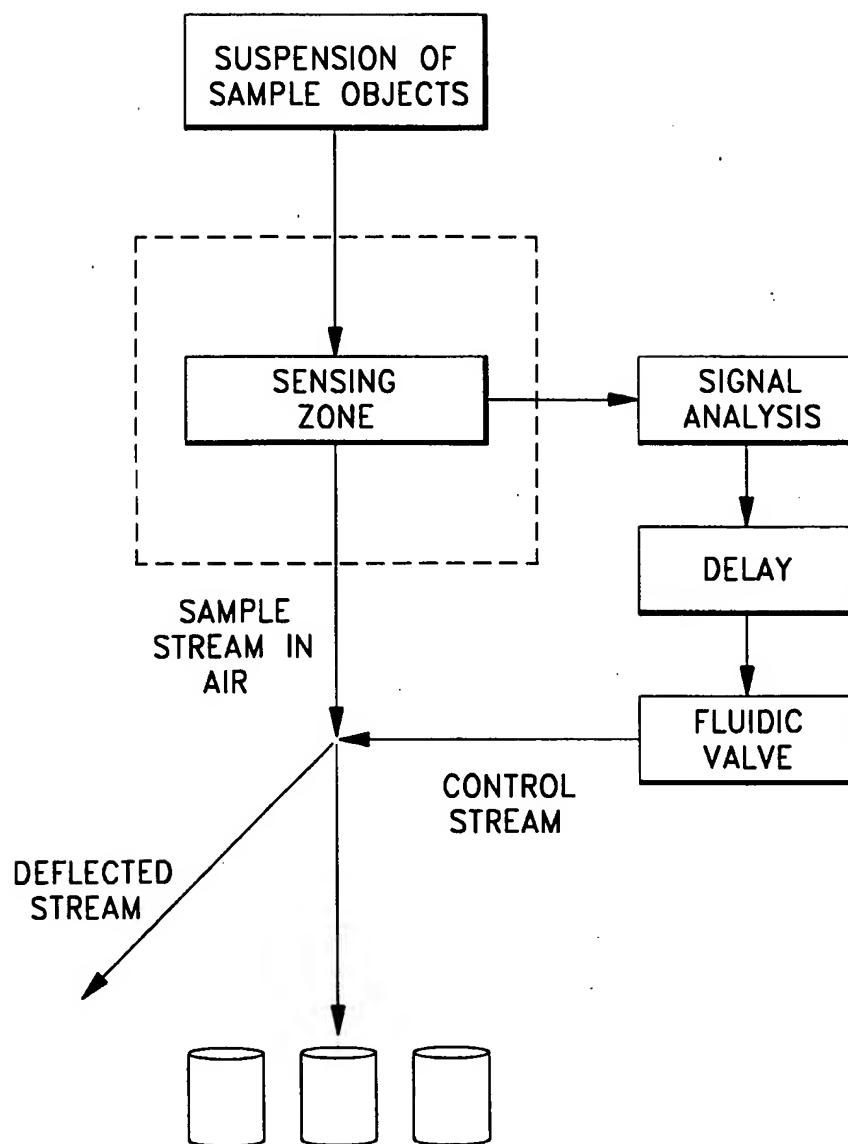 SUSPENSION OF
SAMPLE OBJECTS
SENSING
ZONE
SIGNAL
ANALYSIS
DELAY
SAMPLE
STREAM IN
AIR
FLUIDIC
VALVE
CONTROL
STREAM
DEFLECTED
STREAM